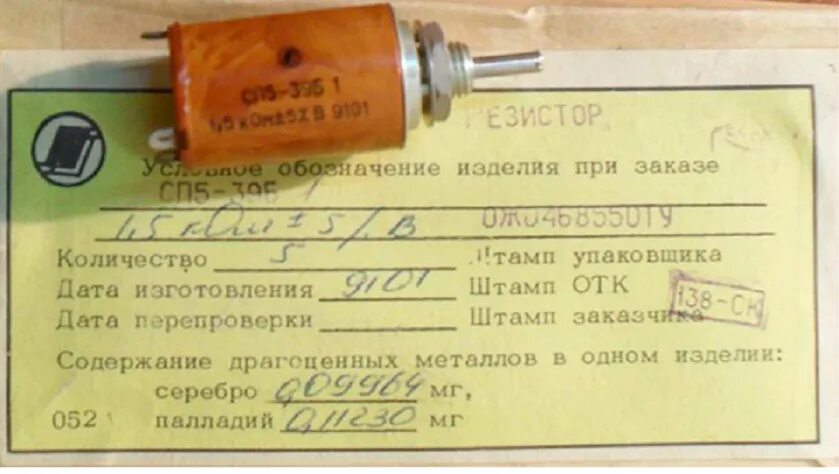 СП5-39Б 1
1,5 кОм±5% В 9101
РЕЗИСТОР
Условное обозначение изделия при заказе
СП5-39Б 1
1,5 кОм ± 5% В ОЖ0468550ТУ
Количество 5 Штамп упаковщика
Дата изготовления 9101 Штамп ОТК
138-СК
Дата перепроверки Штамп заказчика
Содержание драгоценных металлов в одном изделии:
серебро 0,09964 мг,
052 палладий 0,11230 мг